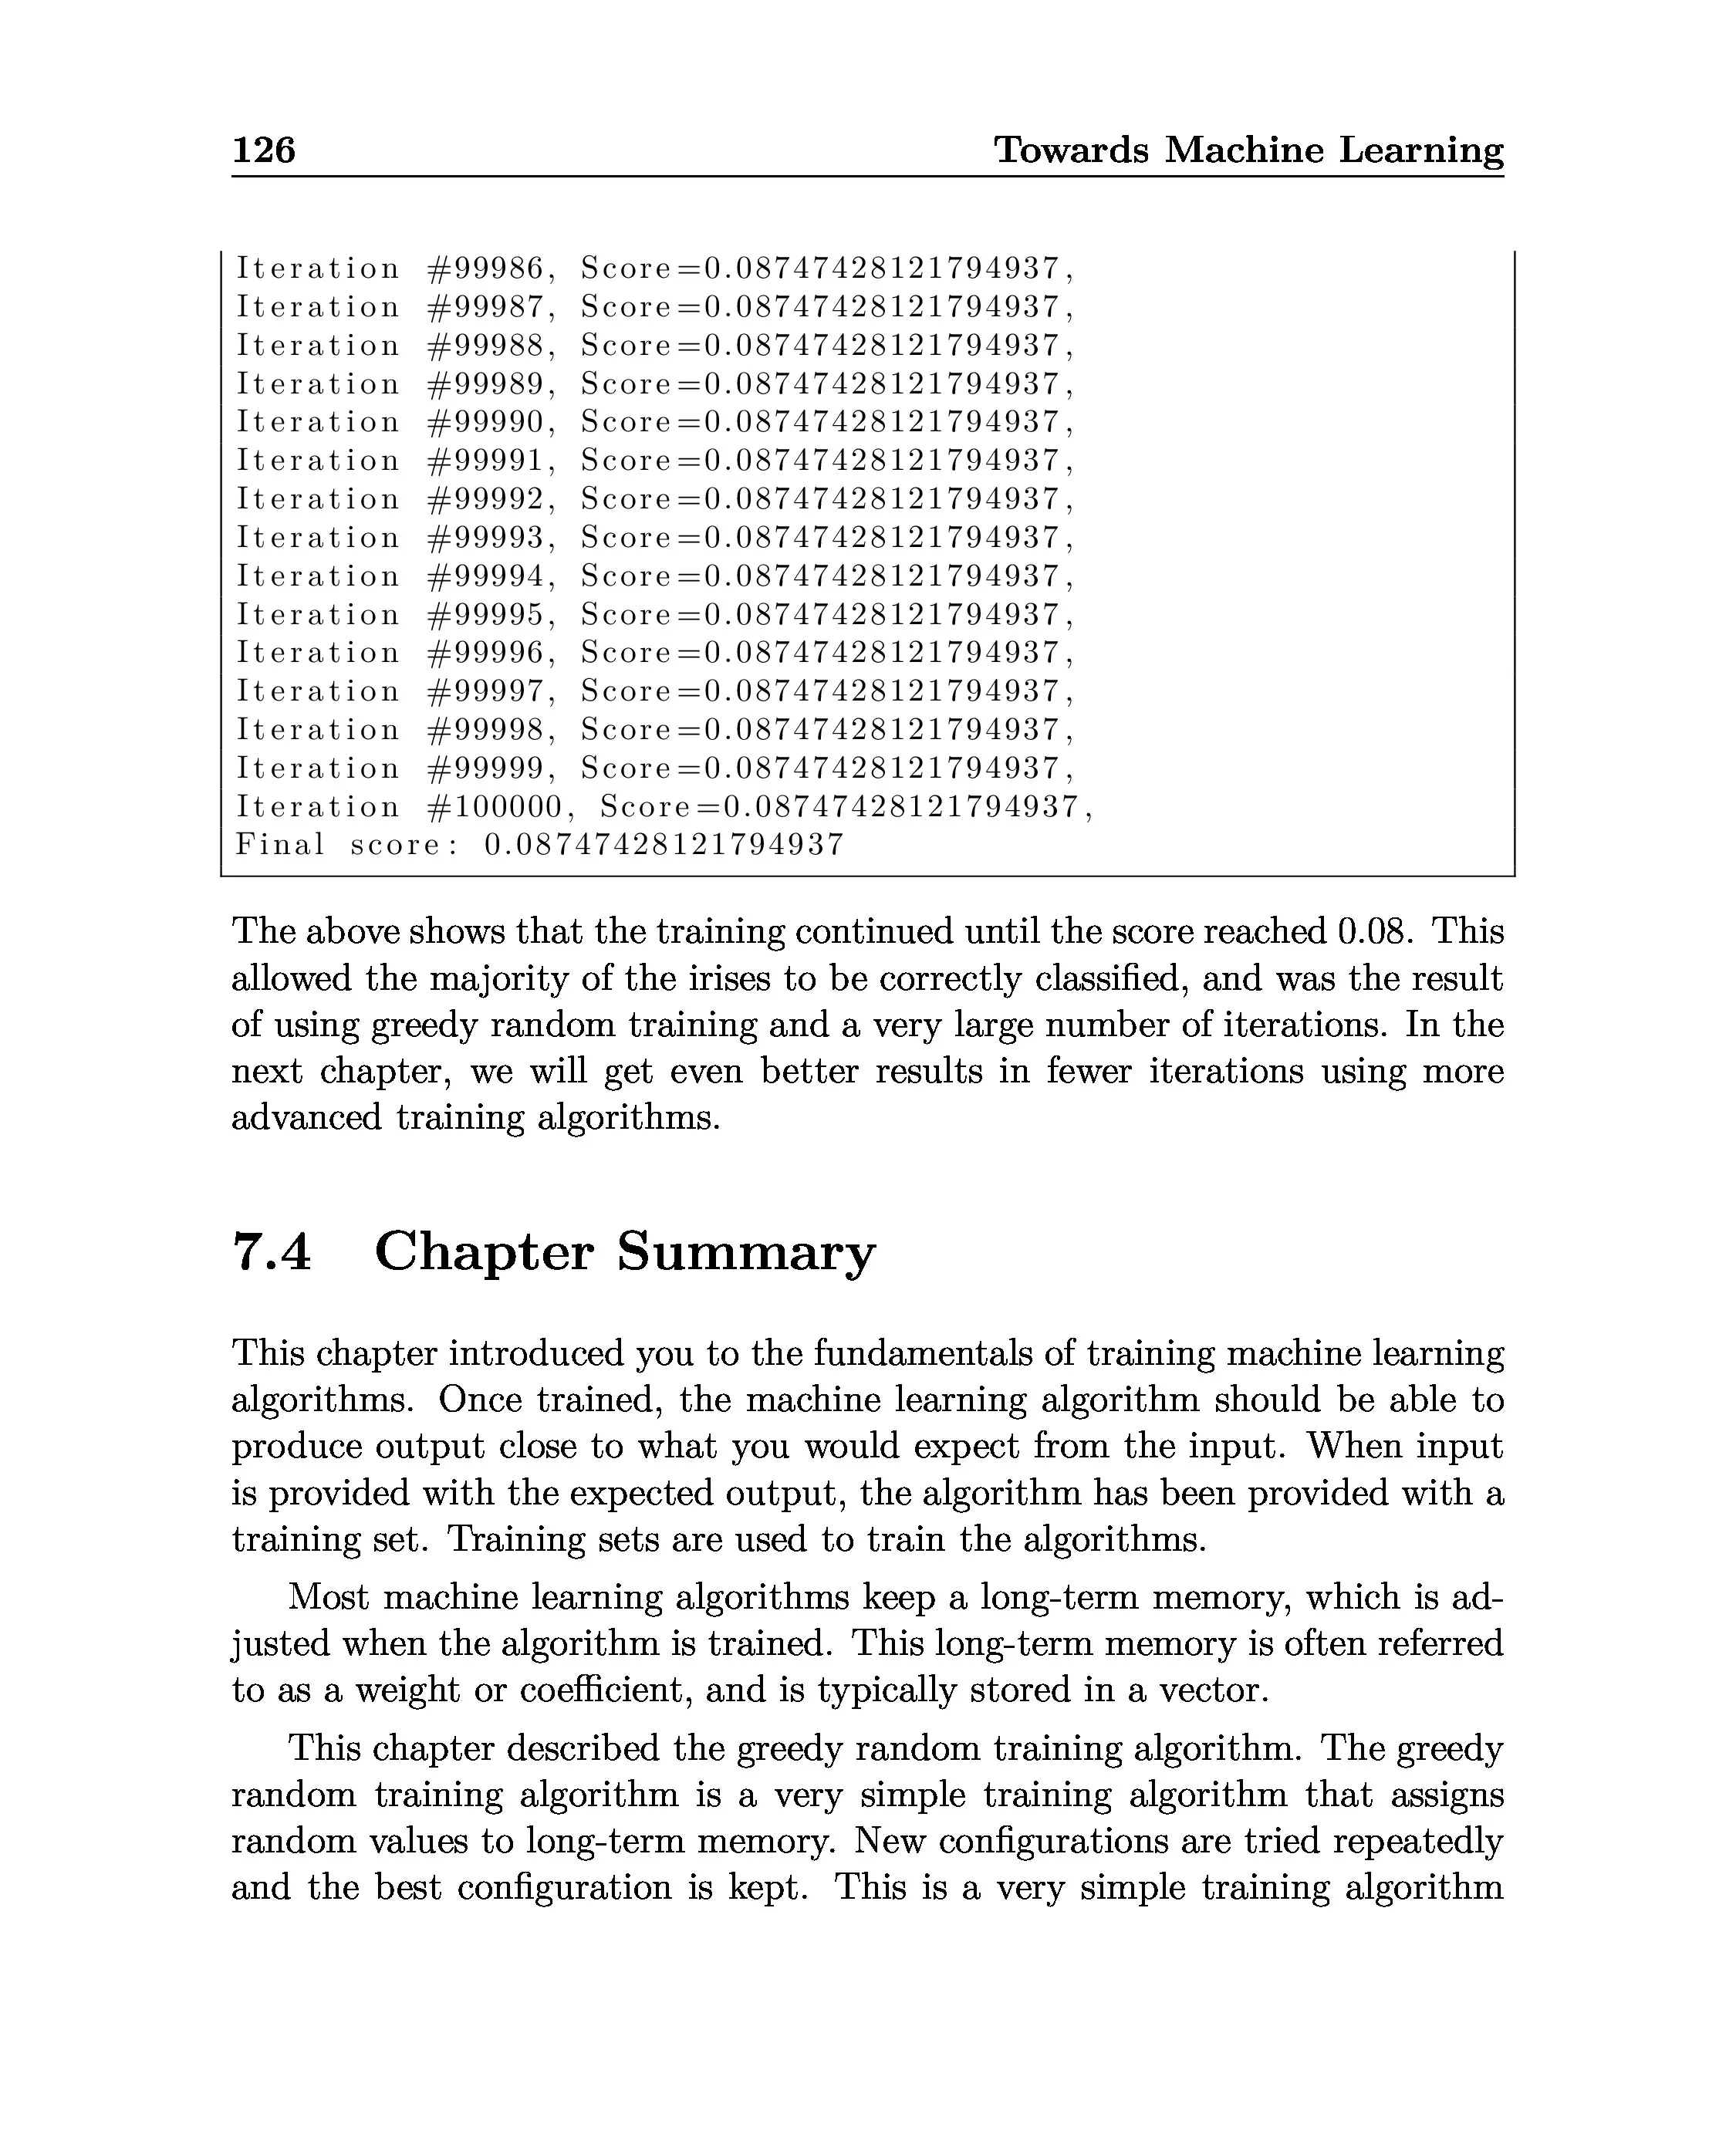 126 Towards Machine Learning
Iteration #99986, Score=0.08747428121794937,
Iteration #99987, Score=0.08747428121794937,
Iteration #99988, Score=0.08747428121794937,
Iteration #99989, Score=0.08747428121794937,
Iteration #99990, Score=0.08747428121794937,
Iteration #99991, Score=0.08747428121794937,
Iteration #99992, Score=0.08747428121794937,
Iteration #99993, Score=0.08747428121794937,
Iteration #99994, Score=0.08747428121794937,
Iteration #99995, Score=0.08747428121794937,
Iteration #99996, Score=0.08747428121794937,
Iteration #99997, Score=0.08747428121794937,
Iteration #99998, Score=0.08747428121794937,
Iteration #99999, Score=0.08747428121794937,
Iteration #100000, Score=0.08747428121794937,
Final score: 0.08747428121794937
The above shows that the training continued until the score reached 0.08. This
allowed the majority of the irises to be correctly classified, and was the result
of using greedy random training and a very large number of iterations. In the
next chapter, we will get even better results in fewer iterations using more
advanced training algorithms.
7.4 Chapter Summary
This chapter introduced you to the fundamentals of training machine learning
algorithms. Once trained, the machine learning algorithm should be able to
produce output close to what you would expect from the input. When input
is provided with the expected output, the algorithm has been provided with a
training set. Training sets are used to train the algorithms.
Most machine learning algorithms keep a long-term memory, which is ad-
justed when the algorithm is trained. This long-term memory is often referred
to as a weight or coefficient, and is typically stored in a vector.
This chapter described the greedy random training algorithm. The greedy
random training algorithm is a very simple training algorithm that assigns
random values to long-term memory. New configurations are tried repeatedly
and the best configuration is kept. This is a very simple training algorithm